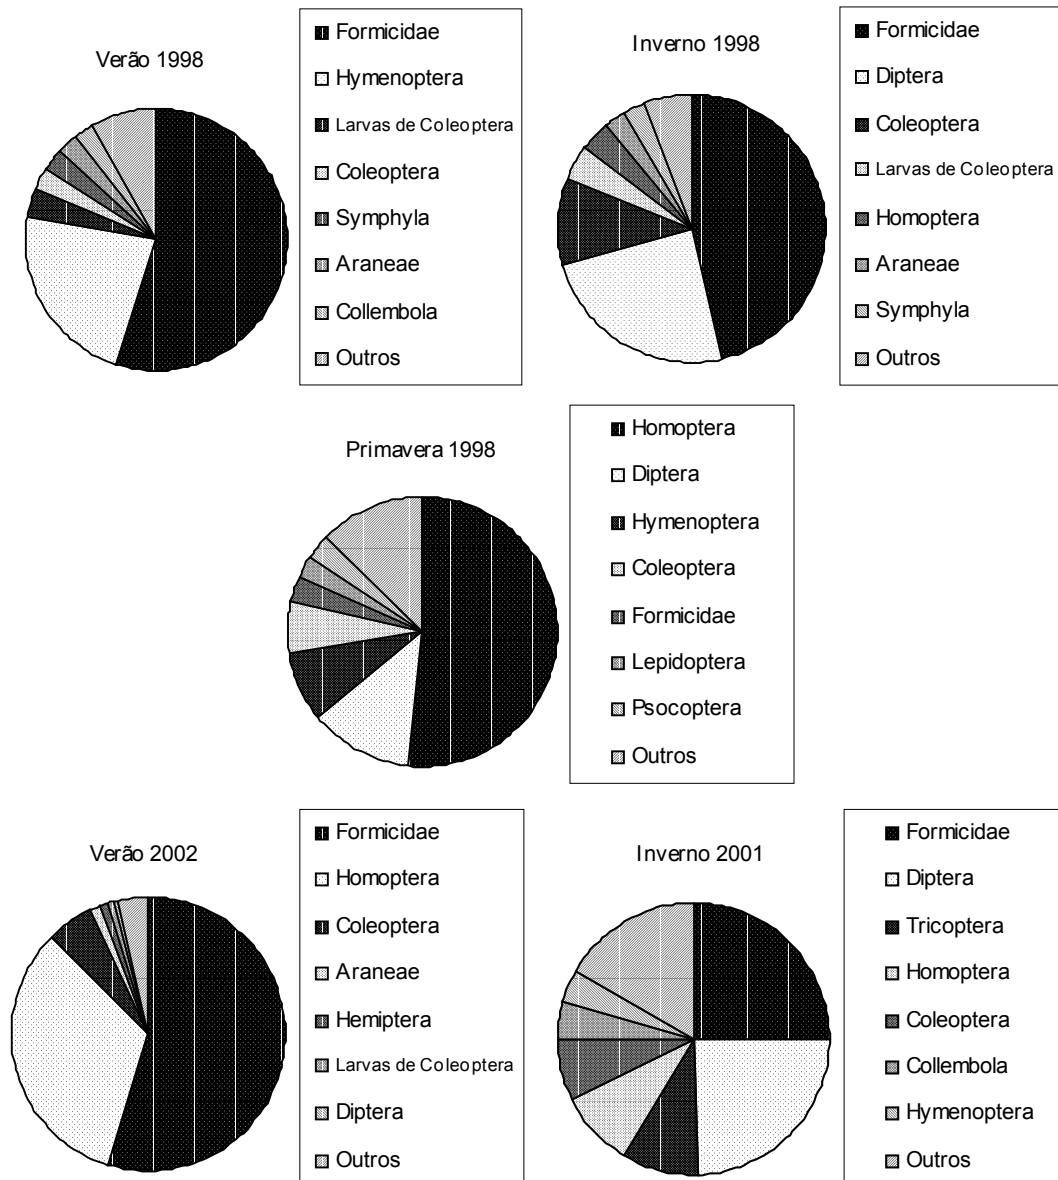 Verão 1998
Formicidae
Hymenoptera
Larvas de Coleoptera
Coleoptera
Symphyla
Araneae
Collembola
Outros
Inverno 1998
Formicidae
Diptera
Coleoptera
Larvas de Coleoptera
Homoptera
Araneae
Symphyla
Outros
Primavera 1998
Homoptera
Diptera
Hymenoptera
Coleoptera
Formicidae
Lepidoptera
Psocoptera
Outros
Verão 2002
Formicidae
Homoptera
Coleoptera
Araneae
Hemiptera
Larvas de Coleoptera
Diptera
Outros
Inverno 2001
Formicidae
Diptera
Tricoptera
Homoptera
Coleoptera
Collembola
Hymenoptera
Outros